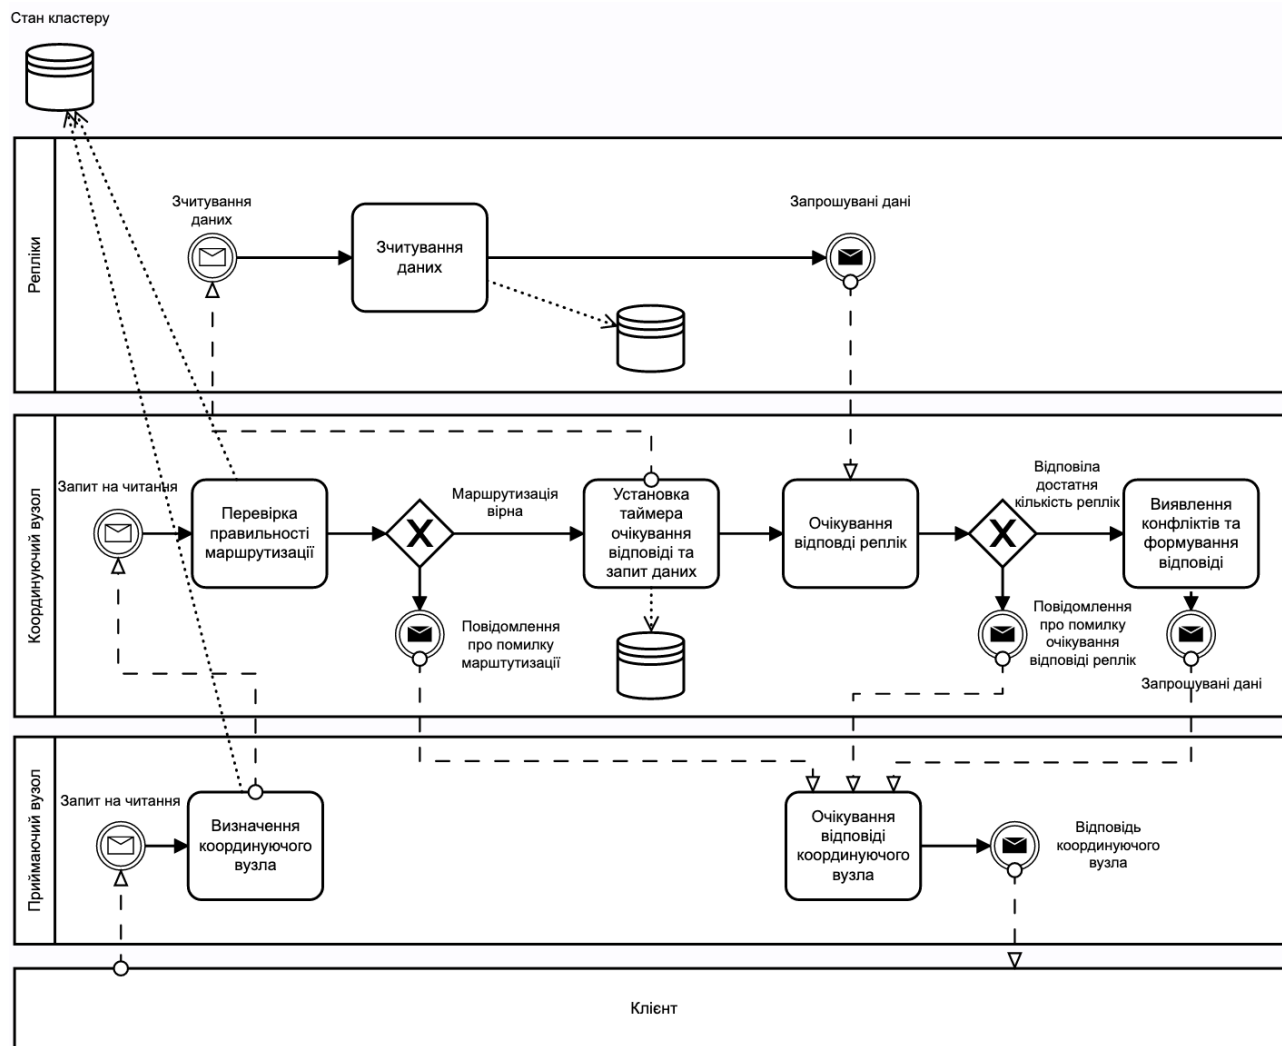 Стан кластеру
Репліки
Зчитування
даних
Зчитування
даних
Запрошувані дані
Координуючий вузол
Запит на читання
Перевірка
правильності
маршрутизації
Маршрутизація
вірна
Повідомлення
про помилку
марштутизації
Установка
таймера
очікування
відповіді та
запит даних
Очікування
відповді реплік
Відповіла
достатня
кількість реплік
Повідомлення
про помилку
очікування
відповіді реплік
Виявлення
конфліктів та
формування
відповіді
Запрошувані дані
Приймаючий вузол
Запит на читання
Визначення
координуючого
вузла
Очікування
відповіді
координуючого
вузла
Відповідь
координуючого
вузла
Клієнт